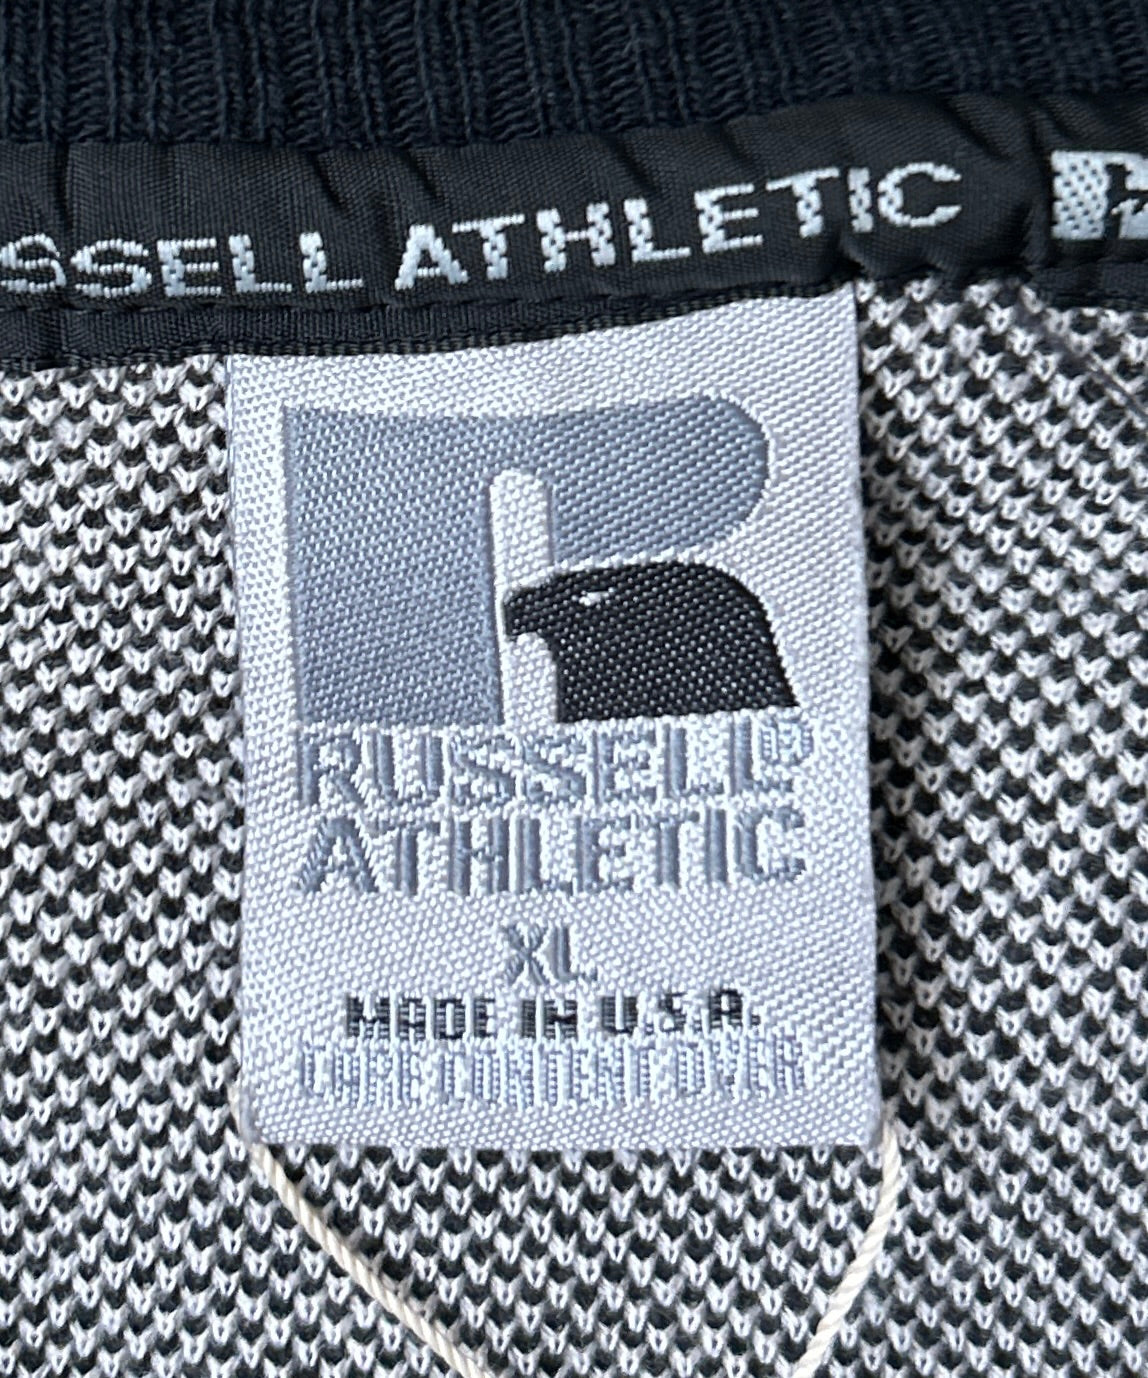 SSELL ATHLETIC R
RUSSELL®
ATHLETIC
XL
MADE IN U.S.A.
CARE CONTENT OVER